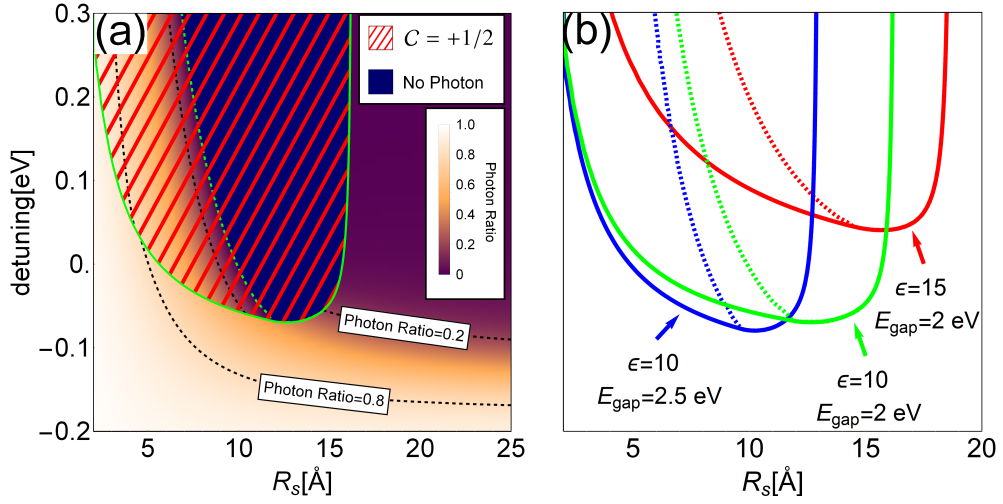 (a)
0.3
0.2
0.1
0.
−0.1
−0.2
detuning[eV]
5
10
15
20
25
R_s[Å]
C = +1/2
No Photon
1.0
0.8
0.6
0.4
0.2
0
Photon Ratio
Photon Ratio=0.2
Photon Ratio=0.8
(b)
ϵ=15
E_gap=2 eV
ϵ=10
E_gap=2.5 eV
ϵ=10
E_gap=2 eV
5
10
15
20
R_s[Å]